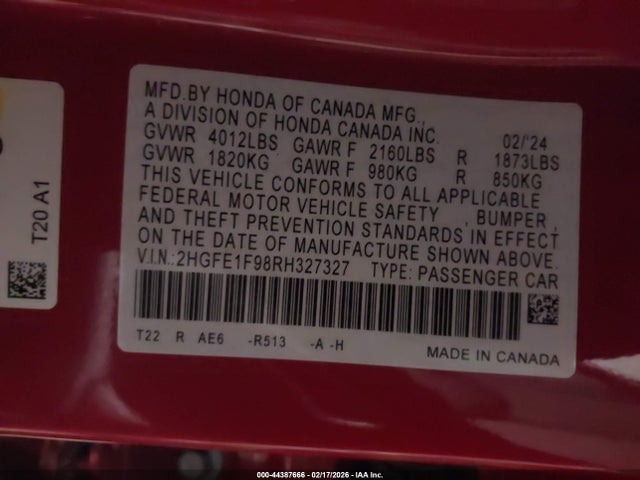 MFD.BY HONDA OF CANADA MFG.,
A DIVISION OF HONDA CANADA INC. 02/'24
GVWR 4012LBS GAWR F 2160LBS R 1873LBS
GVWR 1820KG GAWR F 980KG R 850KG
THIS VEHICLE CONFORMS TO ALL APPLICABLE
FEDERAL MOTOR VEHICLE SAFETY , BUMPER ,
AND THEFT PREVENTION STANDARDS IN EFFECT
ON THE DATE OF MANUFACTURE SHOWN ABOVE.
V.I.N.:2HGFE1F98RH327327 TYPE: PASSENGER CAR
T22 R AE6 -R513 -A -H
MADE IN CANADA
T20 A1
000-44387666 - 02/17/2026 - IAA Inc.